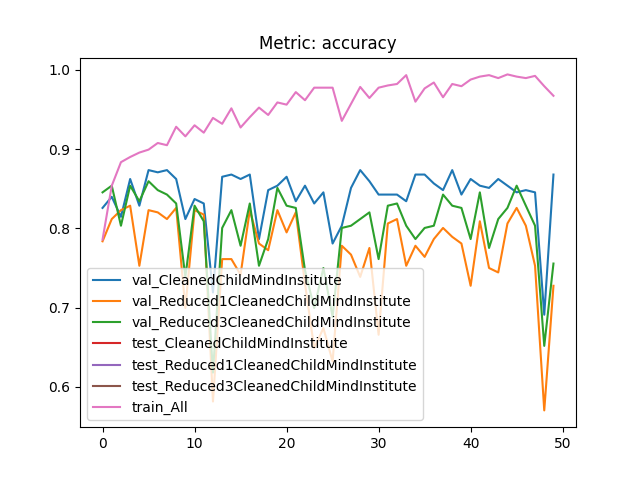 Metric: accuracy
1.0
0.9
0.8
0.7
0.6
val_CleanedChildMindInstitute
val_Reduced1CleanedChildMindInstitute
val_Reduced3CleanedChildMindInstitute
test_CleanedChildMindInstitute
test_Reduced1CleanedChildMindInstitute
test_Reduced3CleanedChildMindInstitute
train_All
0 10 20 30 40 50